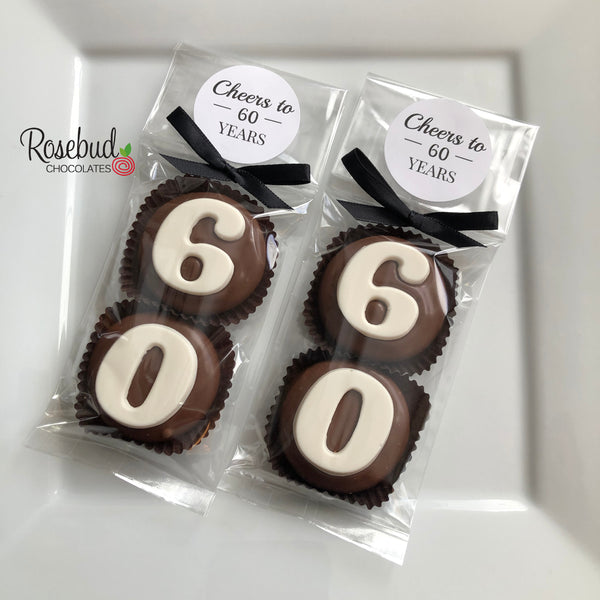 Rosebud
CHOCOLATES
Cheers to
60
YEARS
6
0
Cheers to
60
YEARS
6
0